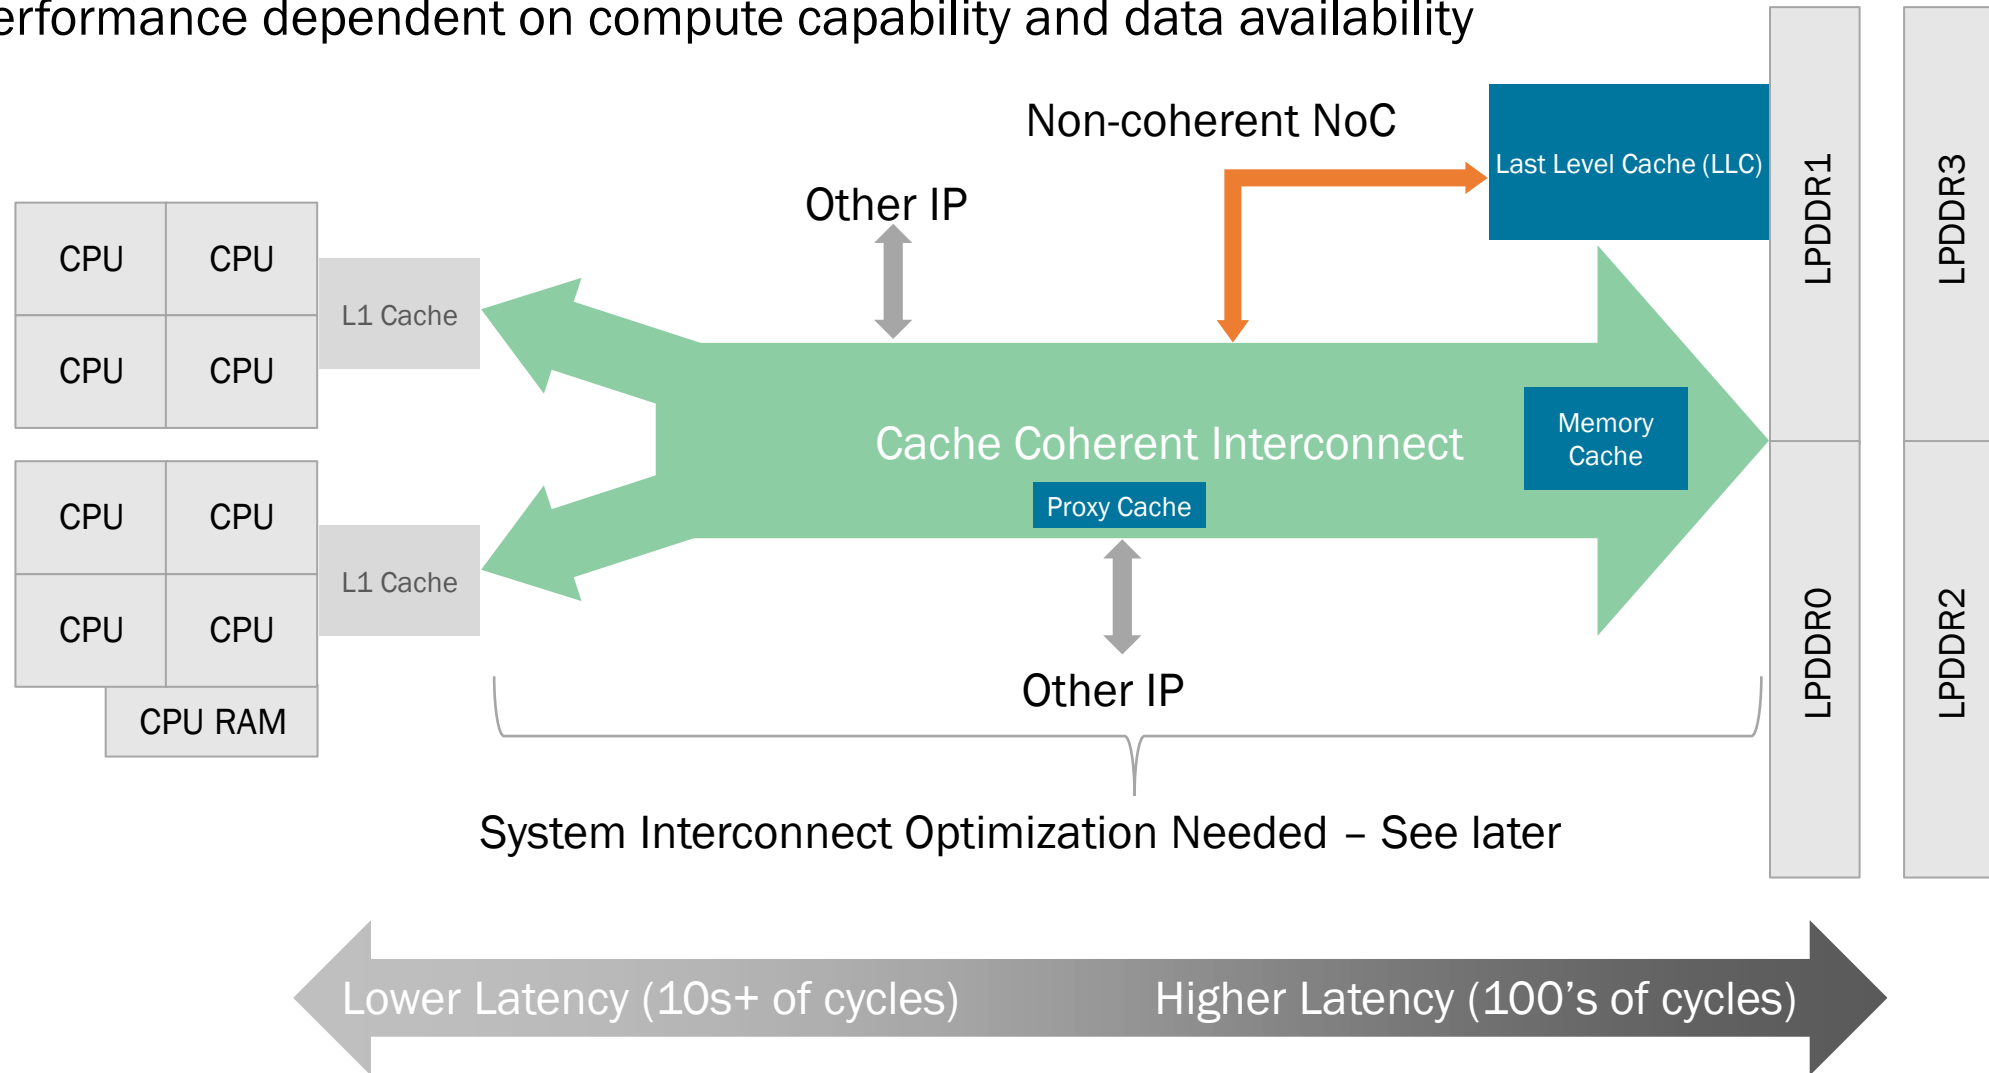 erformance dependent on compute capability and data availability
Non-coherent NoC
Last Level Cache (LLC)
Other IP
LPDDR1
LPDDR3
CPU
CPU
L1 Cache
CPU
CPU
Memory
Cache
Cache Coherent Interconnect
Proxy Cache
CPU
CPU
L1 Cache
CPU
CPU
LPDDR0
LPDDR2
Other IP
CPU RAM
System Interconnect Optimization Needed – See later
Lower Latency (10s+ of cycles)
Higher Latency (100’s of cycles)